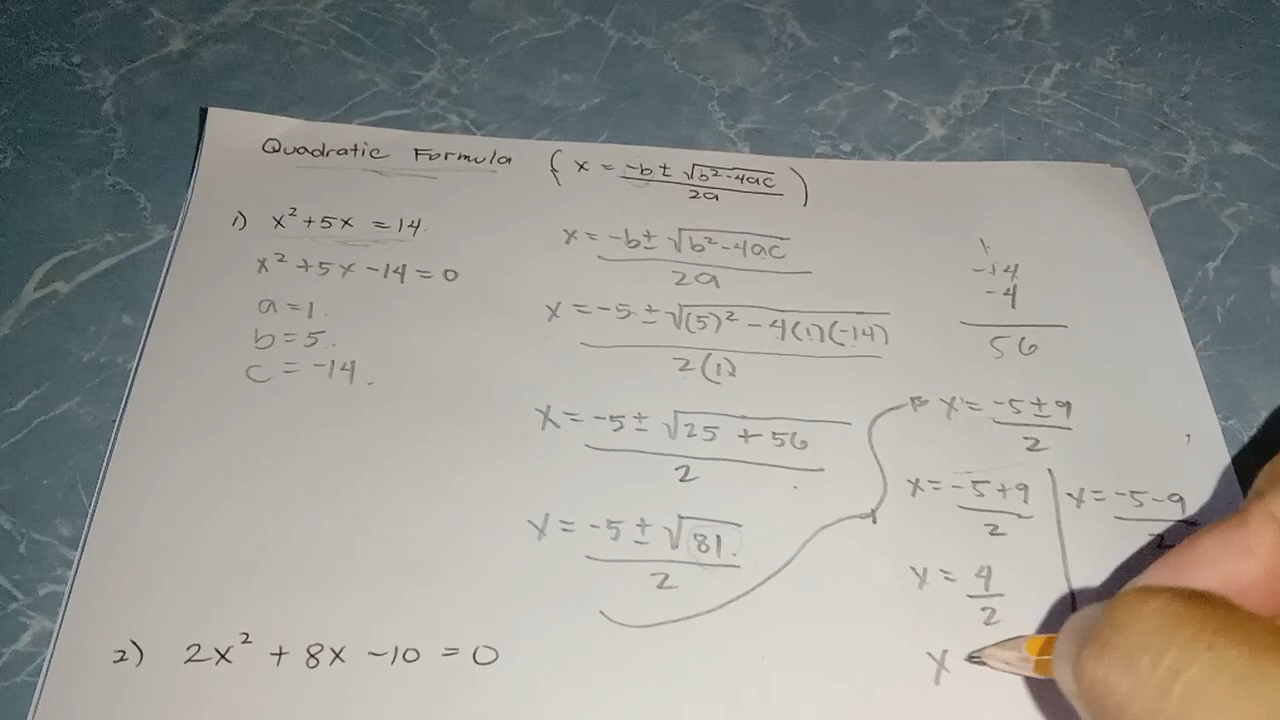 Quadratic Formula (x = -b ± √b²-4ac / 2a)
1) x² + 5x = 14
x² + 5x - 14 = 0
a = 1.
b = 5.
c = -14.
x = -b ± √b²-4ac / 2a
x = -5 ± √(5)² - 4(1)(-14) / 2(1)
x = -5 ± √25 + 56 / 2
x = -5 ± √81. / 2
-14
-4
56
x = -5 ± 9 / 2
x = -5+9 / 2
x = 4 / 2
x =
x = -5-9 / 2
2) 2x² + 8x - 10 = 0